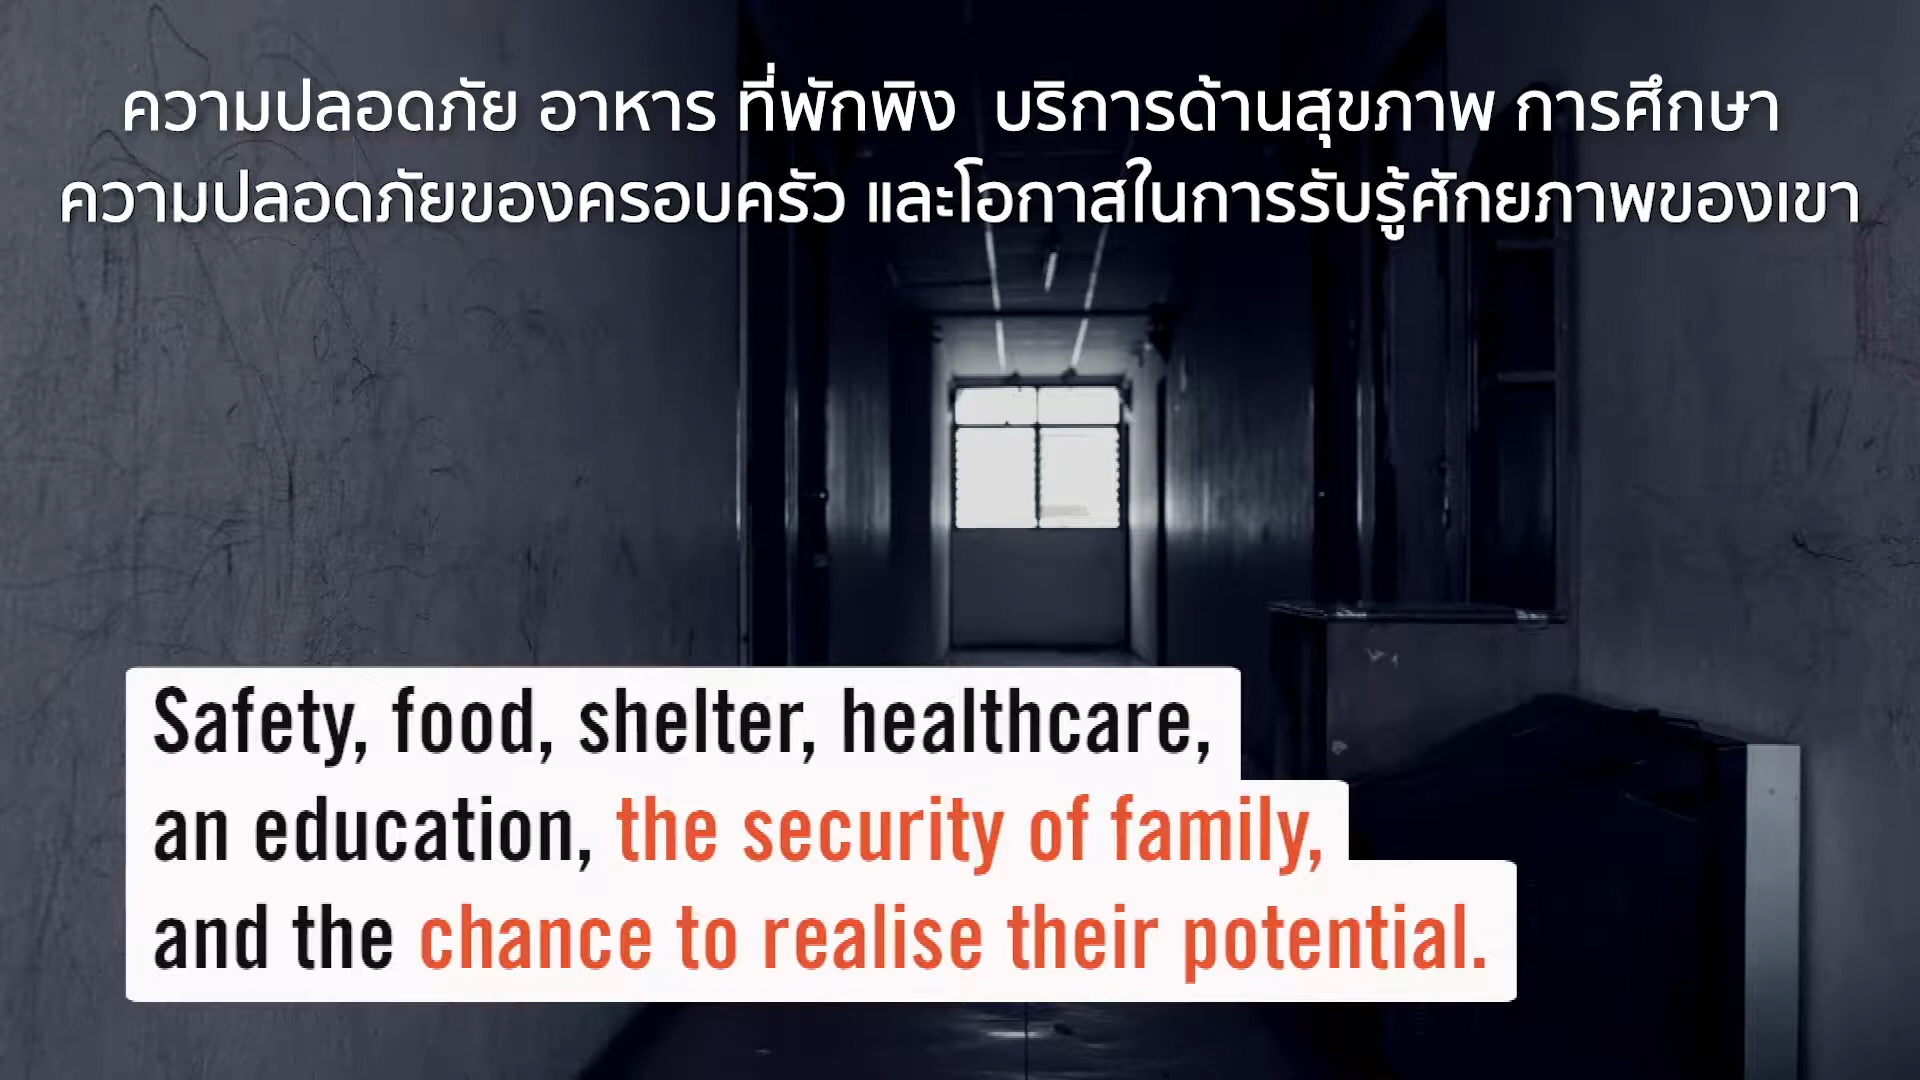 ความปลอดภัย อาหาร ที่พักพิง บริการด้านสุขภาพ การศึกษา
ความปลอดภัยของครอบครัว และโอกาสในการรับรู้ศักยภาพของเขา
Safety, food, shelter, healthcare,
an education, the security of family,
and the chance to realise their potential.